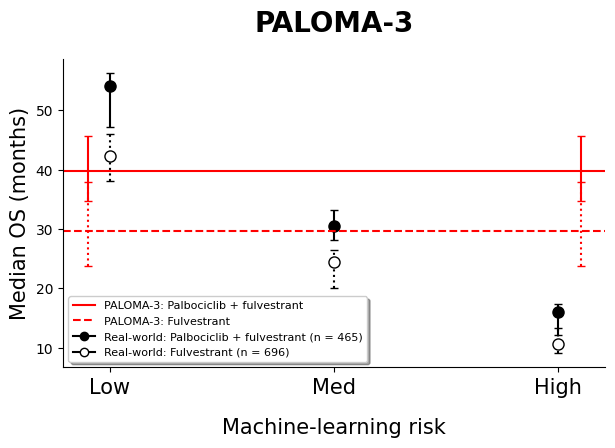 PALOMA-3
Median OS (months)
50
40
30
20
10
PALOMA-3: Palbociclib + fulvestrant
PALOMA-3: Fulvestrant
Real-world: Palbociclib + fulvestrant (n = 465)
Real-world: Fulvestrant (n = 696)
Low Med High
Machine-learning risk